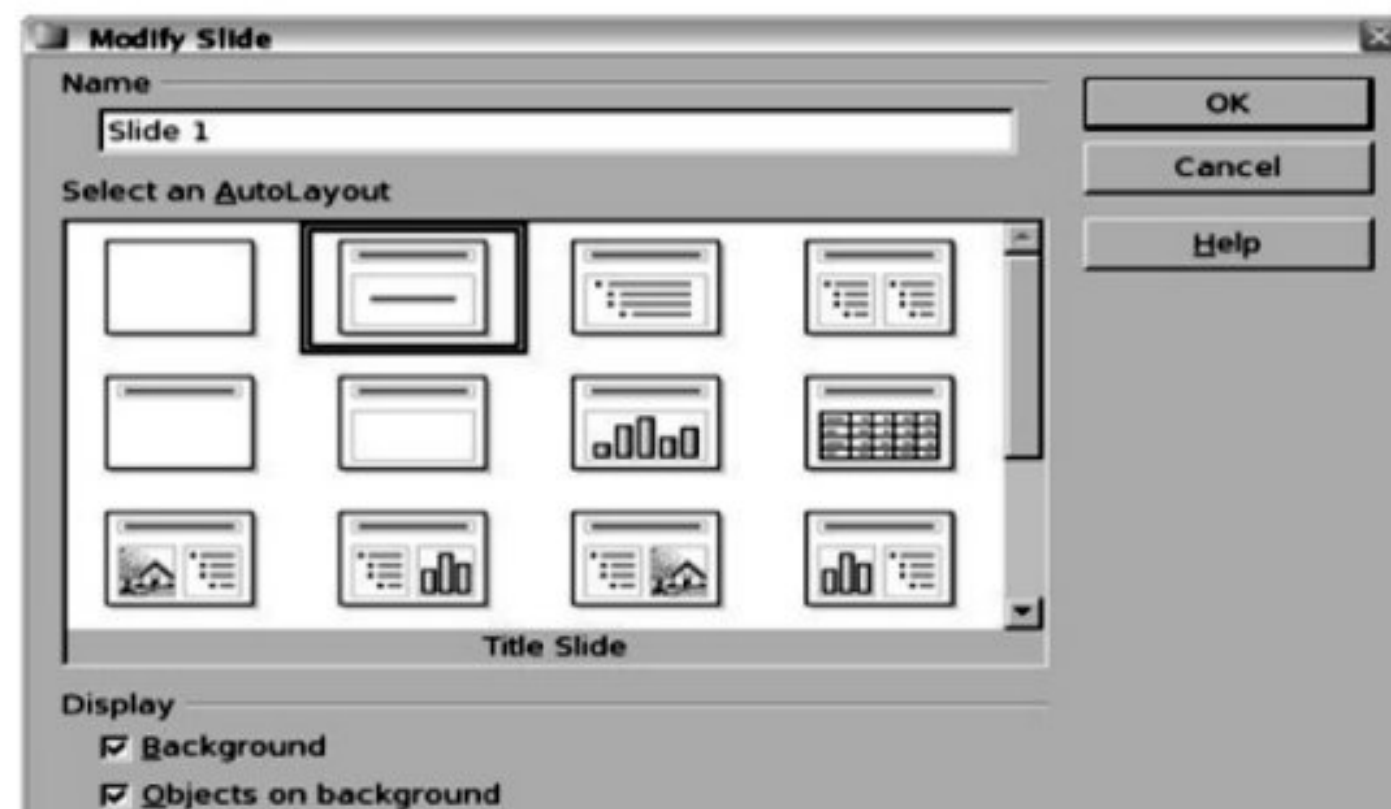 Modify Slide
Name
OK
Slide 1
Cancel
Select an AutoLayout
Help
Title Slide
Display
Background
Objects on background